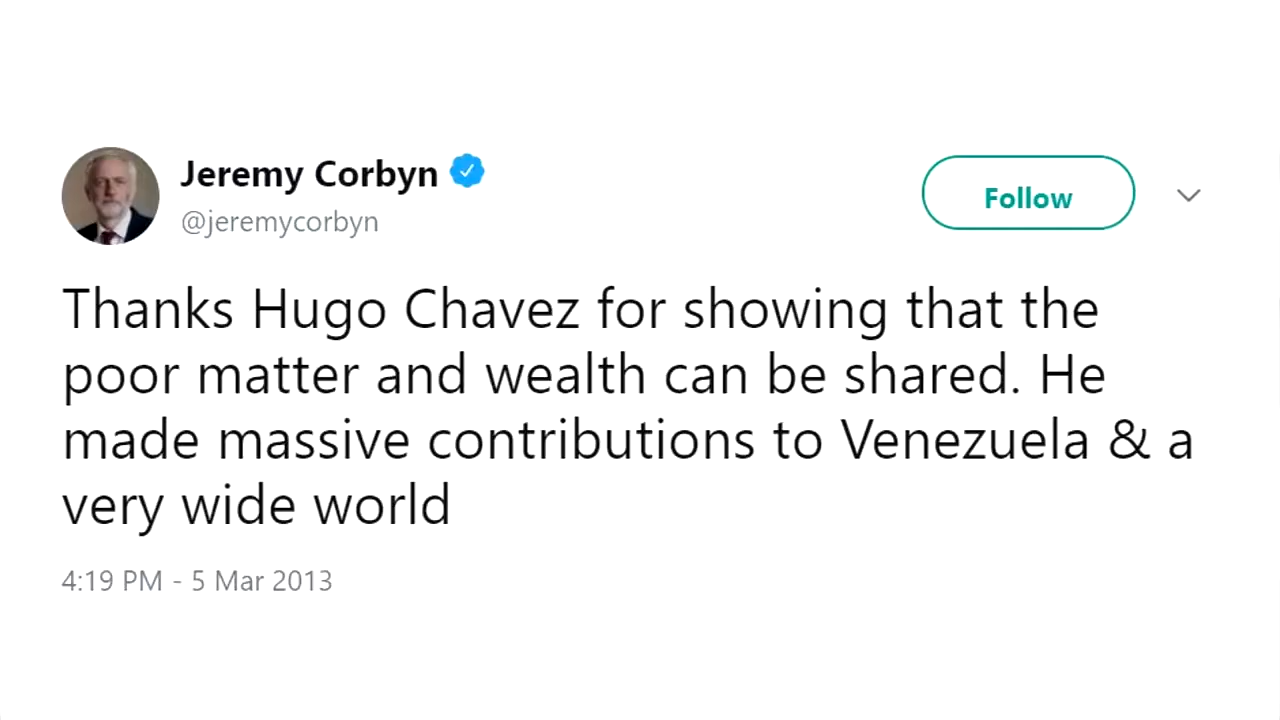 Jeremy Corbyn
@jeremycorbyn
Follow
Thanks Hugo Chavez for showing that the
poor matter and wealth can be shared. He
made massive contributions to Venezuela & a
very wide world
4:19 PM - 5 Mar 2013